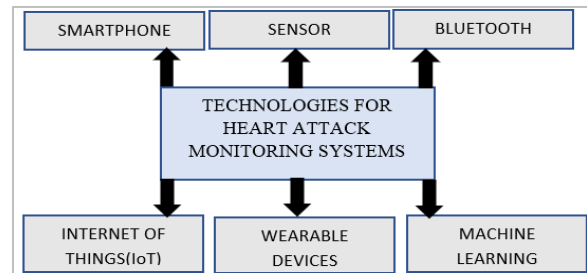 SMARTPHONE
SENSOR
BLUETOOTH
TECHNOLOGIES FOR
HEART ATTACK
MONITORING SYSTEMS
INTERNET OF
THINGS(IoT)
WEARABLE
DEVICES
MACHINE
LEARNING